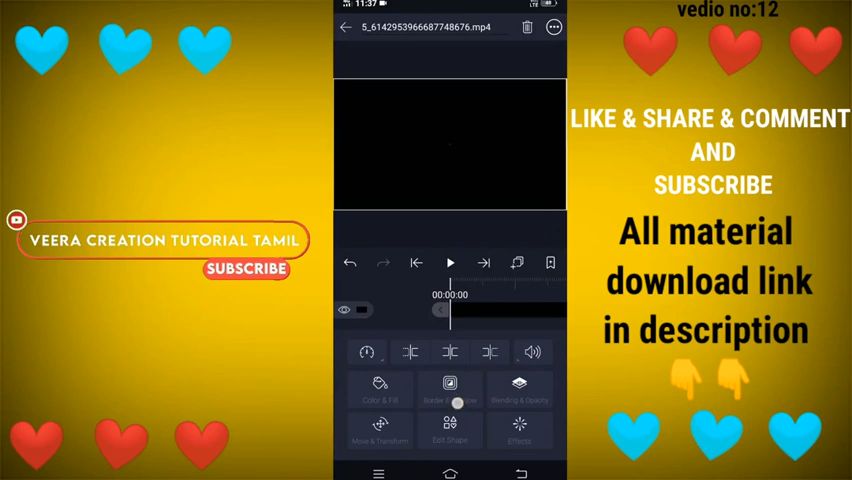 VEERA CREATION TUTORIAL TAMIL
SUBSCRIBE
11:37
5_6142953966687748676.mp4
00:00:00
Color & Fill
Blending & Opacity
Move & Transform
Edit Shape
Effects
vedio no:12
LIKE & SHARE & COMMENT
AND
SUBSCRIBE
All material
download link
in description